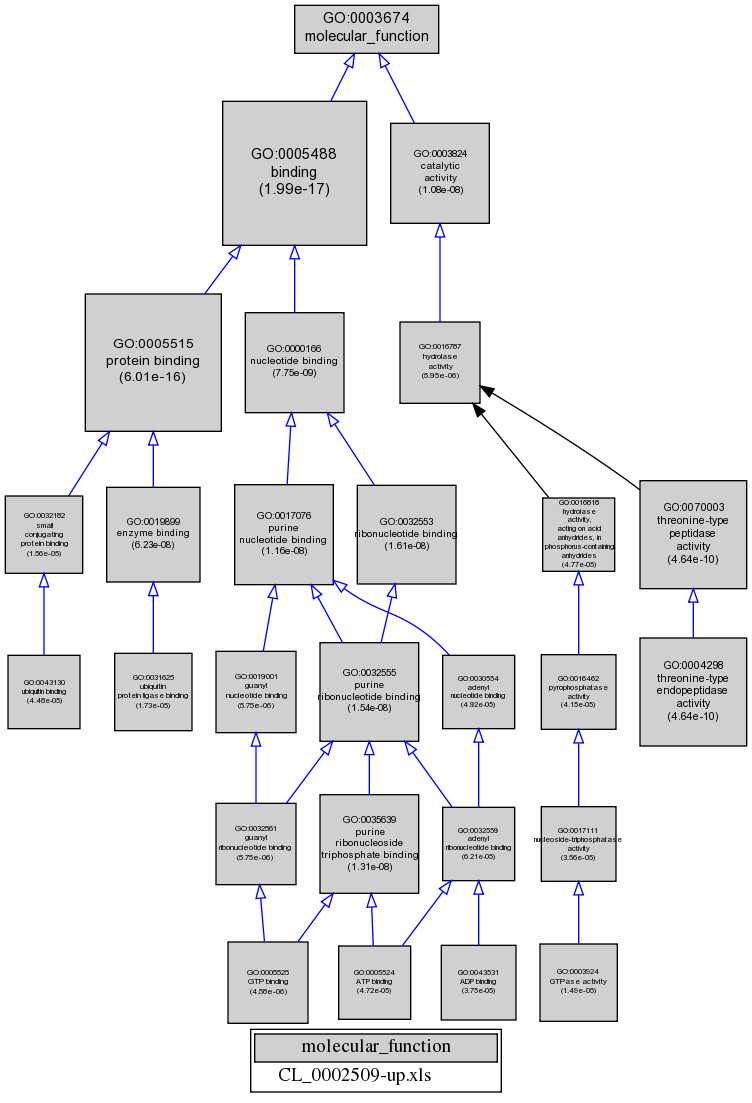 GO:0003674
molecular_function
GO:0005488
binding
(1.99e-17)
GO:0003824
catalytic
activity
(1.08e-08)
GO:0005515
protein binding
(6.01e-16)
GO:0000166
nucleotide binding
(7.75e-09)
GO:0016787
hydrolase
activity
(5.95e-06)
GO:0032182
small
conjugating
protein binding
(1.56e-05)
GO:0019899
enzyme binding
(6.23e-08)
GO:0017076
purine
nucleotide binding
(1.16e-08)
GO:0032553
ribonucleotide binding
(1.61e-08)
GO:0016818
hydrolase
activity,
acting on acid
anhydrides, in
phosphorus-containing
anhydrides
(4.77e-05)
GO:0070003
threonine-type
peptidase
activity
(4.64e-10)
GO:0043130
ubiquitin binding
(4.48e-05)
GO:0031625
ubiquitin
protein ligase binding
(1.73e-05)
GO:0019001
guanyl
nucleotide binding
(5.75e-06)
GO:0032555
purine
ribonucleotide binding
(1.54e-08)
GO:0030554
adenyl
nucleotide binding
(4.92e-05)
GO:0016462
pyrophosphatase
activity
(4.15e-05)
GO:0004298
threonine-type
endopeptidase
activity
(4.64e-10)
GO:0032561
guanyl
ribonucleotide binding
(5.75e-06)
GO:0035639
purine
ribonucleoside
triphosphate binding
(1.31e-08)
GO:0032559
adenyl
ribonucleotide binding
(6.21e-05)
GO:0017111
nucleoside-triphosphatase
activity
(3.56e-05)
GO:0005525
GTP binding
(4.58e-06)
GO:0005524
ATP binding
(4.72e-05)
GO:0043531
ADP binding
(3.75e-05)
GO:0003924
GTPase activity
(1.49e-05)
molecular_function
CL_0002509-up.xls